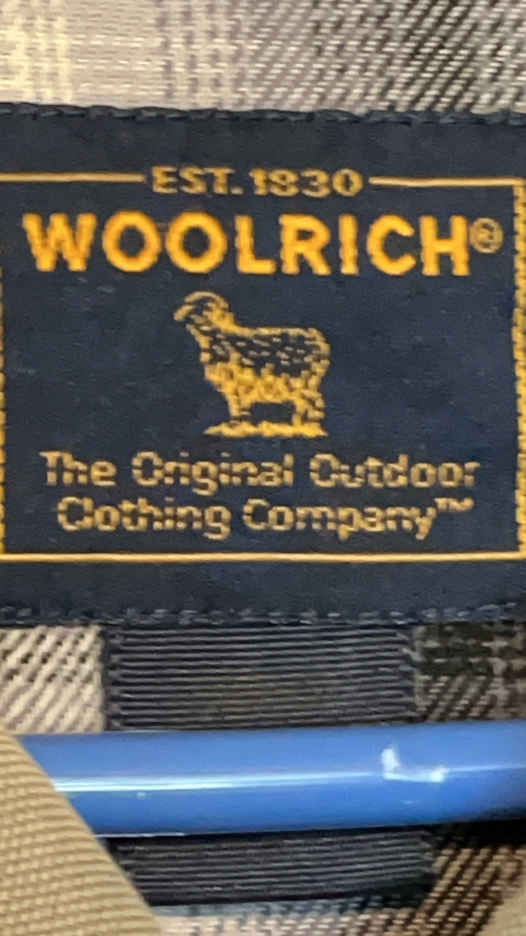 EST. 1830
WOOLRICH®
The Original Outdoor
Clothing Company™